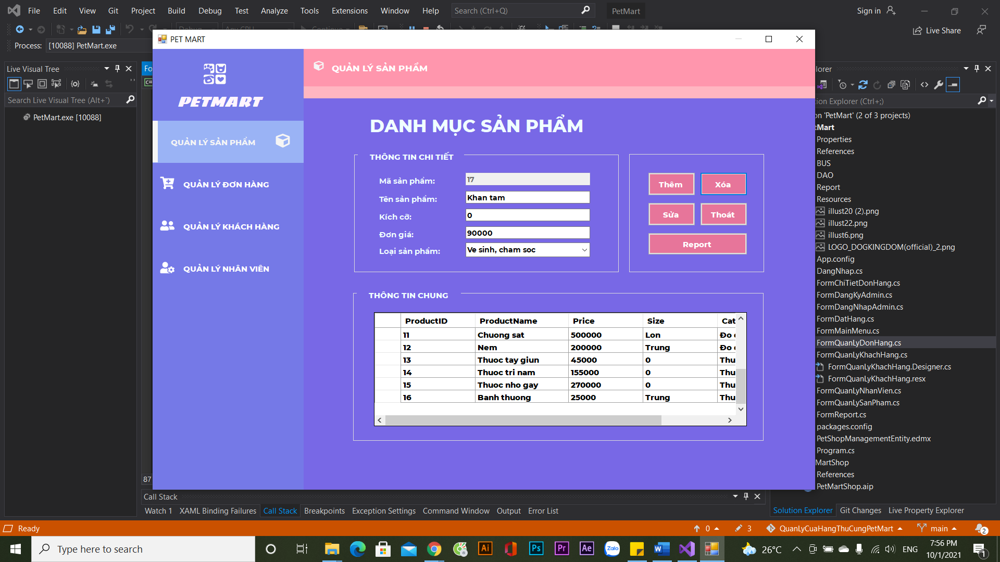 File Edit View Git Project Build Debug Test Analyze Tools Extensions Window Help Search (Ctrl+Q) PetMart Sign in
Live Share
Process: [10088] PetMart.exe
PET MART
Live Visual Tree
Search Live Visual Tree (Alt+`)
PetMart.exe [10088]
PETMART
QUẢN LÝ SẢN PHẨM
QUẢN LÝ ĐƠN HÀNG
QUẢN LÝ KHÁCH HÀNG
QUẢN LÝ NHÂN VIÊN
QUẢN LÝ SẢN PHẨM
DANH MỤC SẢN PHẨM
THÔNG TIN CHI TIẾT
Mã sản phẩm: 17
Tên sản phẩm: Khan tam
Kích cỡ: 0
Đơn giá: 90000
Loại sản phẩm: Ve sinh, cham soc
Thêm Xóa
Sửa Thoát
Report
THÔNG TIN CHUNG
ProductID ProductName Price Size Cat
11 Chuong sat 500000 Lon Đo
12 Nem 200000 Trung Đo
13 Thuoc tay giun 45000 0 Thu
14 Thuoc tri nam 155000 0 Thu
15 Thuoc nho gay 270000 0 Thu
16 Banh thuong 25000 Trung Thu
87
Call Stack
Watch 1 XAML Binding Failures Call Stack Breakpoints Exception Settings Command Window Output Error List
lorer
tion Explorer (Ctrl+;)
on 'PetMart' (2 of 3 projects)
tMart
Properties
References
BUS
DAO
Report
Resources
illust20 (2).png
illust22.png
illust6.png
LOGO_DOGKINGDOM(official)_2.png
App.config
DangNhap.cs
FormChiTietDonHang.cs
FormDangKyAdmin.cs
FormDangNhapAdmin.cs
FormDatHang.cs
FormMainMenu.cs
FormQuanLyDonHang.cs
FormQuanLyKhachHang.cs
FormQuanLyKhachHang.Designer.cs
FormQuanLyKhachHang.resx
FormQuanLyNhanVien.cs
FormQuanLySanPham.cs
FormReport.cs
packages.config
PetShopManagementEntity.edmx
Program.cs
MartShop
References
PetMartShop.aip
Solution Explorer Git Changes Live Property Explorer
Ready 0 3 QuanLyCuaHangThuCungPetMart main 2
Type here to search 26°C ENG 7:56 PM
10/1/2021 1